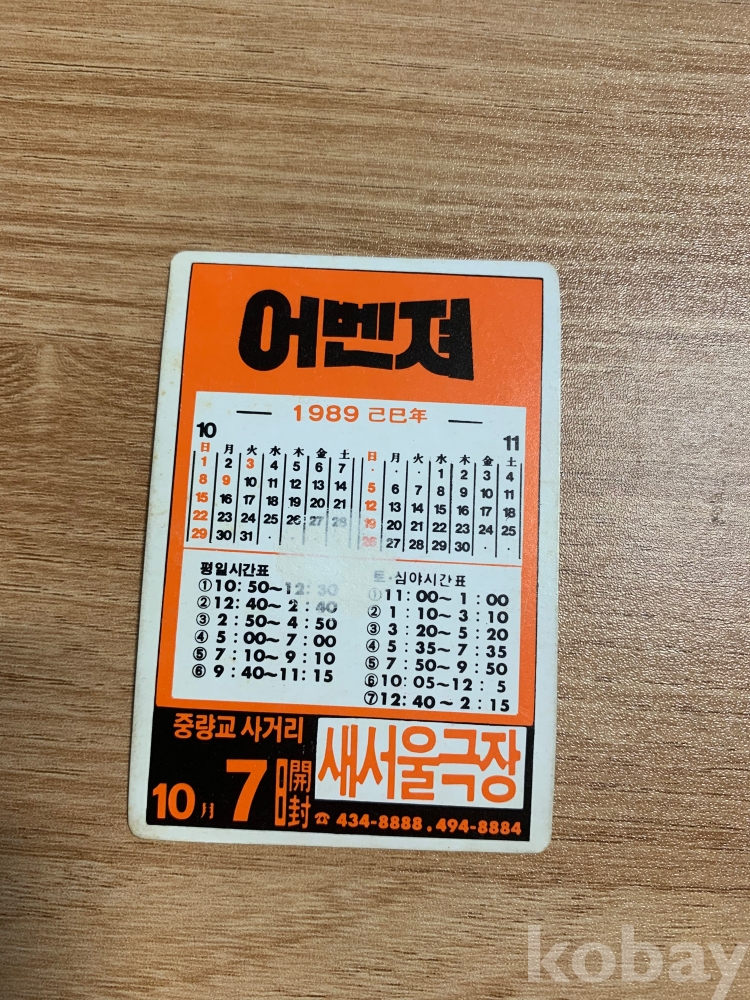 어벤져
1989 己巳年
10 11
日 月 火 水 木 金 土 日 月 火 水 木 金 土
1 2 3 4 5 6 7 · · · 1 2 3 4
8 9 10 11 12 13 14 5 6 7 8 9 10 11
15 16 17 18 19 20 21 12 13 14 15 16 17 18
22 23 24 25 26 27 28 19 20 21 22 23 24 25
29 30 31 · · · · 26 27 28 29 30 · ·
평일시간표
①10:50~12:30
②12:40~2:40
③2:50~4:50
④5:00~7:00
⑤7:10~9:10
⑥9:40~11:15
토·심야시간표
①11:00~1:00
②1:10~3:10
③3:20~5:20
④5:35~7:35
⑤7:50~9:50
⑥10:05~12:5
⑦12:40~2:15
중량교 사거리
10月 7日 開封
새서울극장
☎ 434-8888.494-8884
kobay